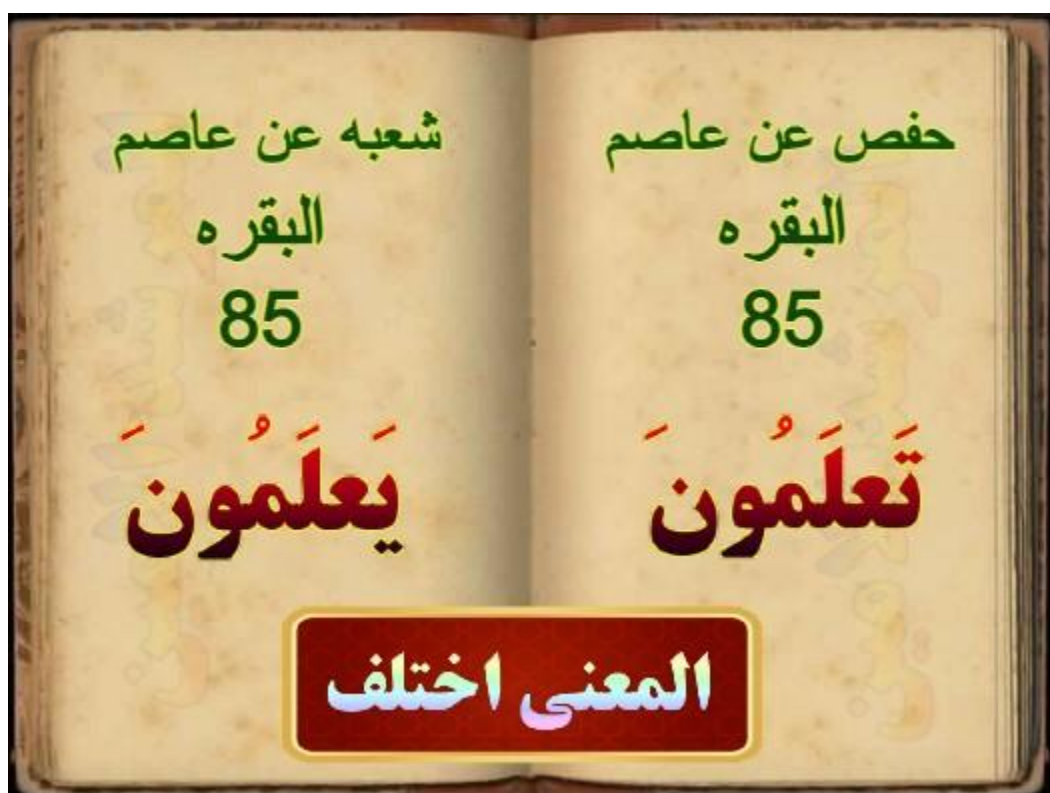 حفص عن عاصم
البقره
85
تَعلَمُونَ
شعبه عن عاصم
البقره
85
يَعلَمُونَ
المعنى اختلف